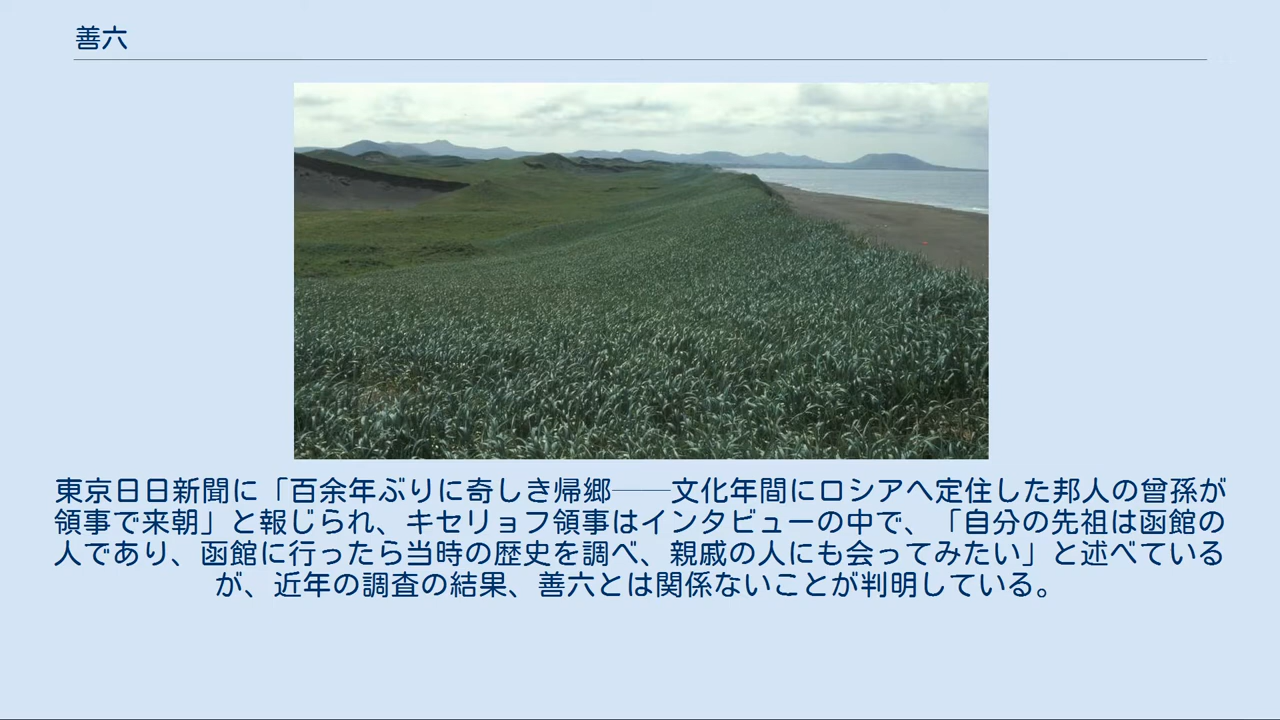 善六
東京日日新聞に「百余年ぶりに奇しき帰郷――文化年間にロシアへ定住した邦人の曾孫が
領事で来朝」と報じられ、キセリョフ領事はインタビューの中で、「自分の先祖は函館の
人であり、函館に行ったら当時の歴史を調べ、親戚の人にも会ってみたい」と述べている
が、近年の調査の結果、善六とは関係ないことが判明している。